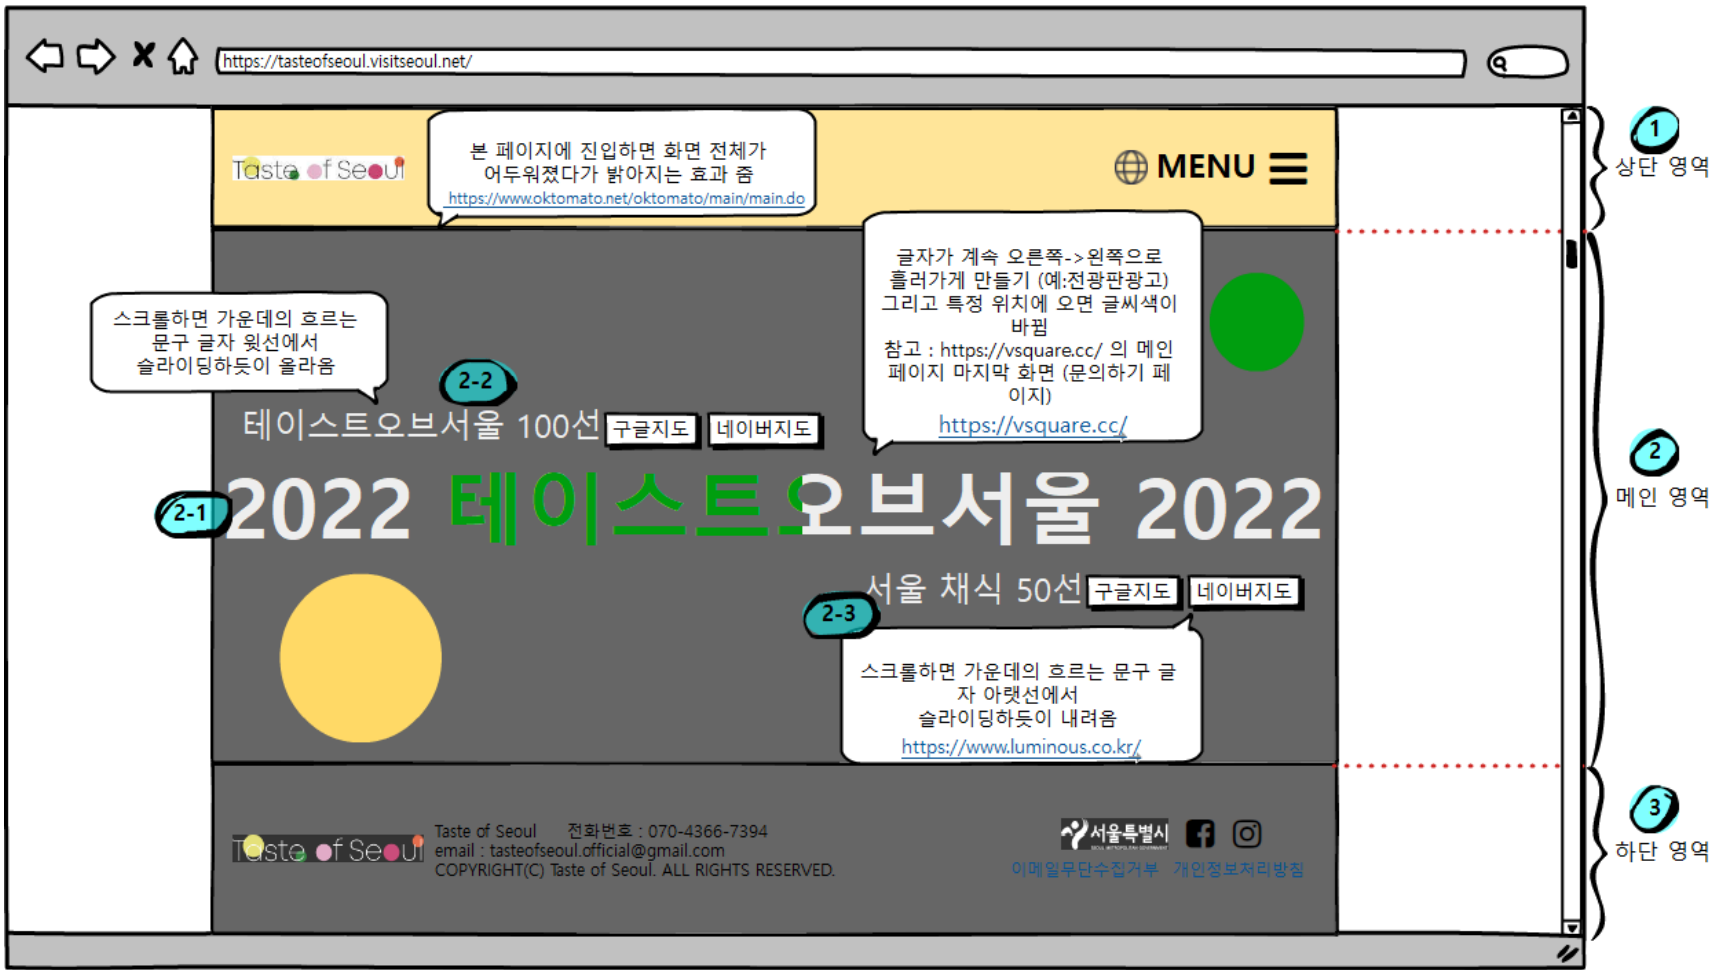 https://tasteofseoul.visitseoul.net/
Taste of Seoul
본 페이지에 진입하면 화면 전체가
어두워졌다가 밝아지는 효과 줌
https://www.oktomato.net/oktomato/main/main.do
MENU
1
상단 영역
글자가 계속 오른쪽->왼쪽으로
흘러가게 만들기 (예:전광판광고)
그리고 특정 위치에 오면 글씨색이
바뀜
참고 : https://vsquare.cc/ 의 메인
페이지 마지막 화면 (문의하기 페
이지)
https://vsquare.cc/
스크롤하면 가운데의 흐르는
문구 글자 윗선에서
슬라이딩하듯이 올라옴
2-2
테이스트오브서울 100선
구글지도
네이버지도
2-1
2022 테이스트오브서울 2022
2
메인 영역
서울 채식 50선
구글지도
네이버지도
2-3
스크롤하면 가운데의 흐르는 문구 글
자 아랫선에서
슬라이딩하듯이 내려옴
https://www.luminous.co.kr/
Taste of Seoul
Taste of Seoul 전화번호 : 070-4366-7394
email : tasteofseoul.official@gmail.com
COPYRIGHT(C) Taste of Seoul. ALL RIGHTS RESERVED.
서울특별시
이메일무단수집거부 개인정보처리방침
3
하단 영역